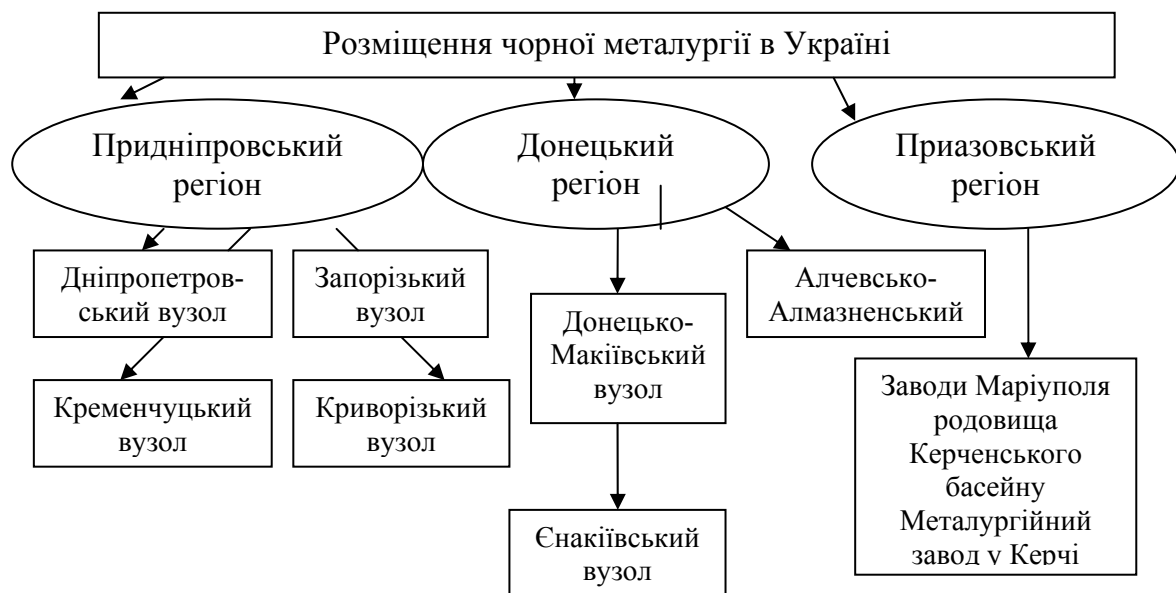 Розміщення чорної металургії в Україні
Придніпровський
регіон
Донецький
регіон
Приазовський
регіон
Дніпропетров-
ський вузол
Запорізький
вузол
Алчевсько-
Алмазненський
Донецько-
Макіївський
вузол
Кременчуцький
вузол
Криворізький
вузол
Заводи Маріуполя
родовища
Керченського
басейну
Металургійний
завод у Керчі
Єнакіївський
вузол